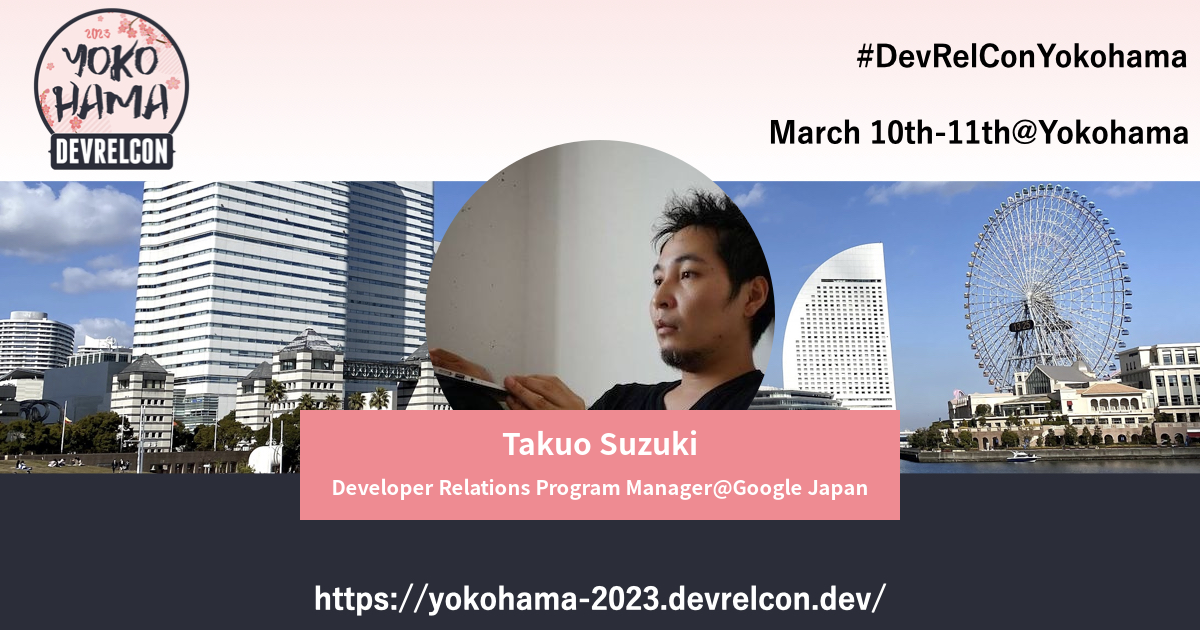 2023
YOKO
HAMA
DEVRELCON
#DevRelConYokohama
March 10th-11th@Yokohama
Takuo Suzuki
Developer Relations Program Manager@Google Japan
https://yokohama-2023.devrelcon.dev/